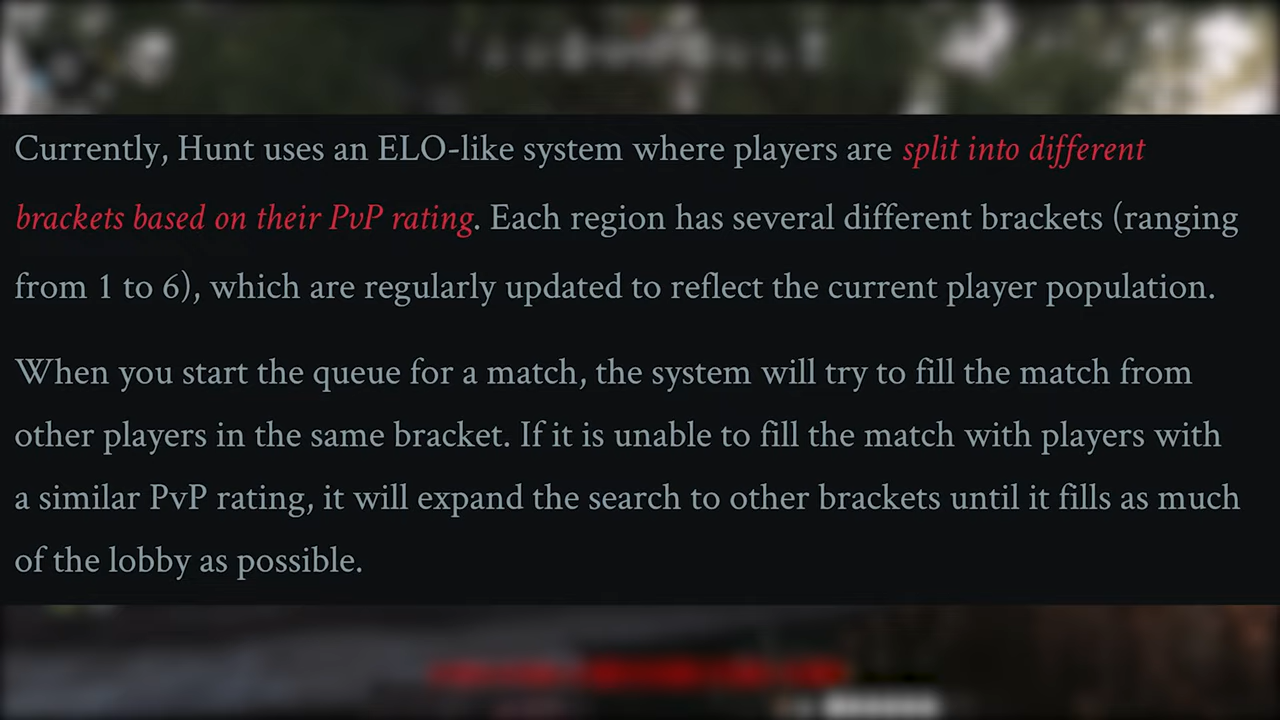 Currently, Hunt uses an ELO-like system where players are split into different
brackets based on their PvP rating. Each region has several different brackets (ranging
from 1 to 6), which are regularly updated to reflect the current player population.
When you start the queue for a match, the system will try to fill the match from
other players in the same bracket. If it is unable to fill the match with players with
a similar PvP rating, it will expand the search to other brackets until it fills as much
of the lobby as possible.